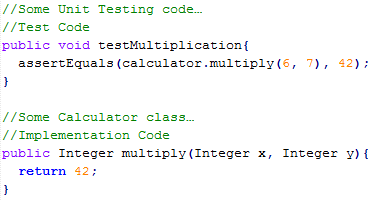 //Some Unit Testing code…
//Test Code
public void testMultiplication{
  assertEquals(calculator.multiply(6, 7), 42);
}

//Some Calculator class…
//Implementation Code
public Integer multiply(Integer x, Integer y){
  return 42;
}